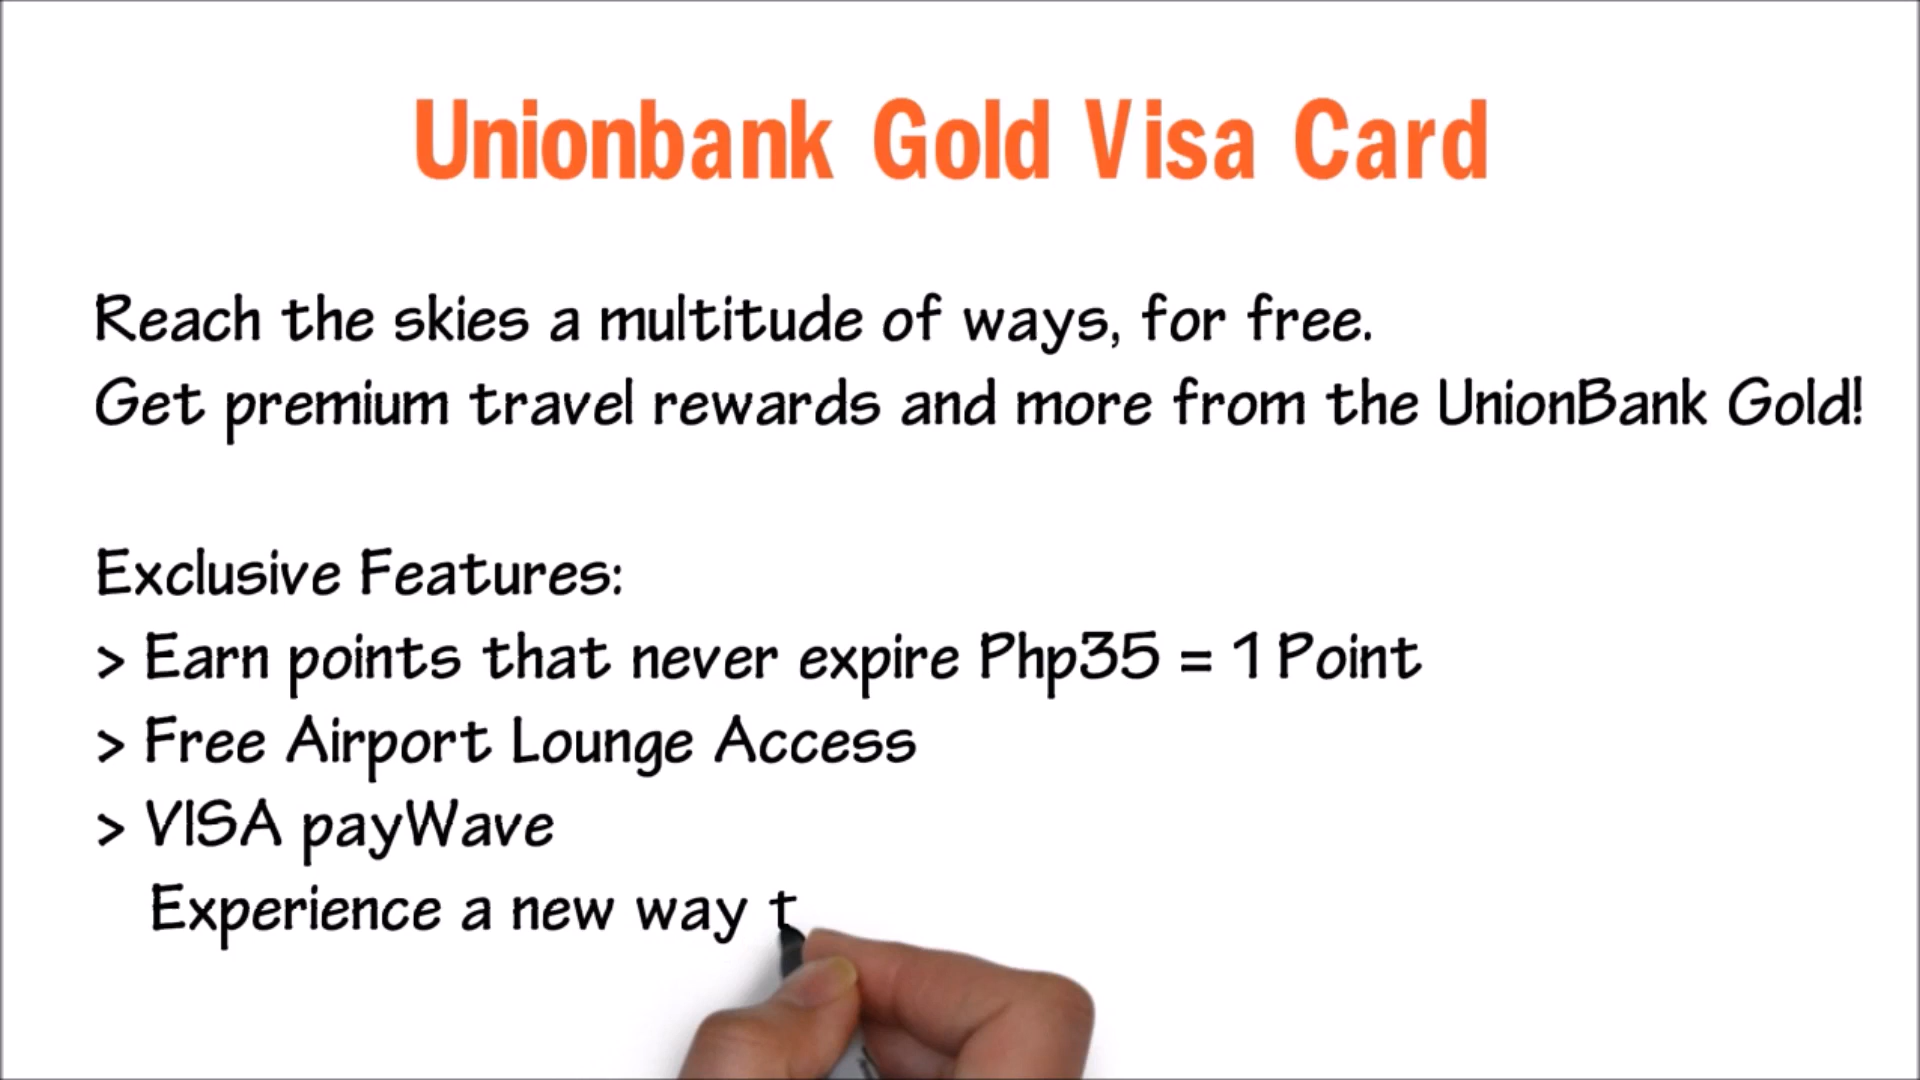 Unionbank Gold Visa Card
Reach the skies a multitude of ways, for free.
Get premium travel rewards and more from the UnionBank Gold!
Exclusive Features:
> Earn points that never expire Php35 = 1 Point
> Free Airport Lounge Access
> VISA payWave
Experience a new way t